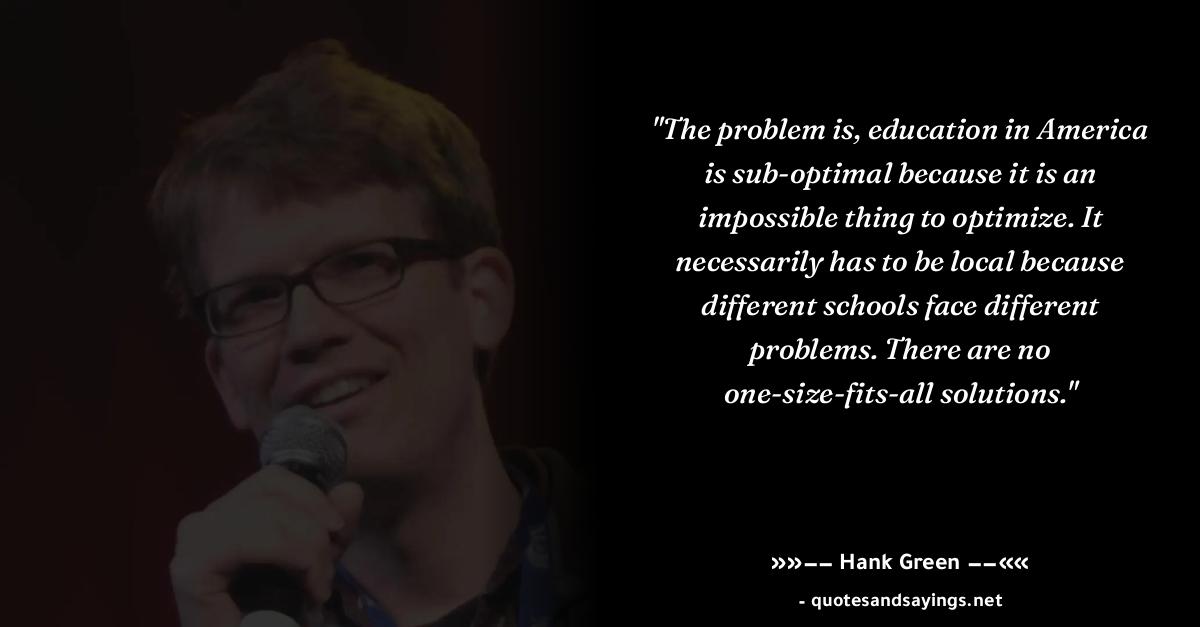 "The problem is, education in America
is sub-optimal because it is an
impossible thing to optimize. It
necessarily has to be local because
different schools face different
problems. There are no
one-size-fits-all solutions."
»»−− Hank Green −−««
- quotesandsayings.net